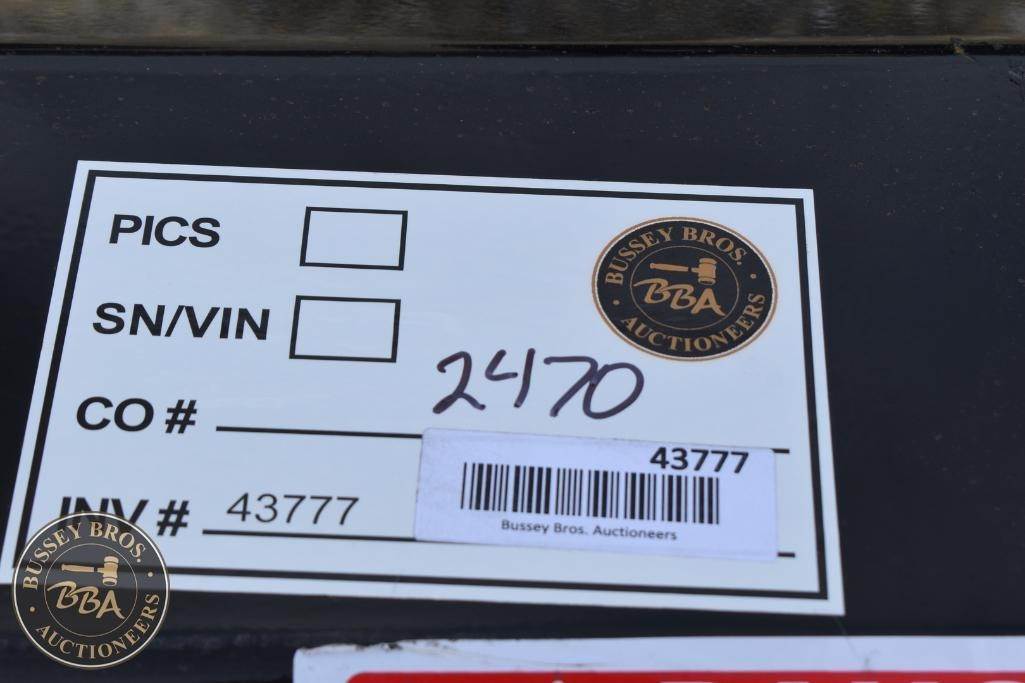 PICS
BUSSEY BROS.
BBA
AUCTIONEERS
SN/VIN
2470
CO #
43777
INV # 43777
Bussey Bros. Auctioneers
BUSSEY BROS.
BBA
AUCTIONEERS